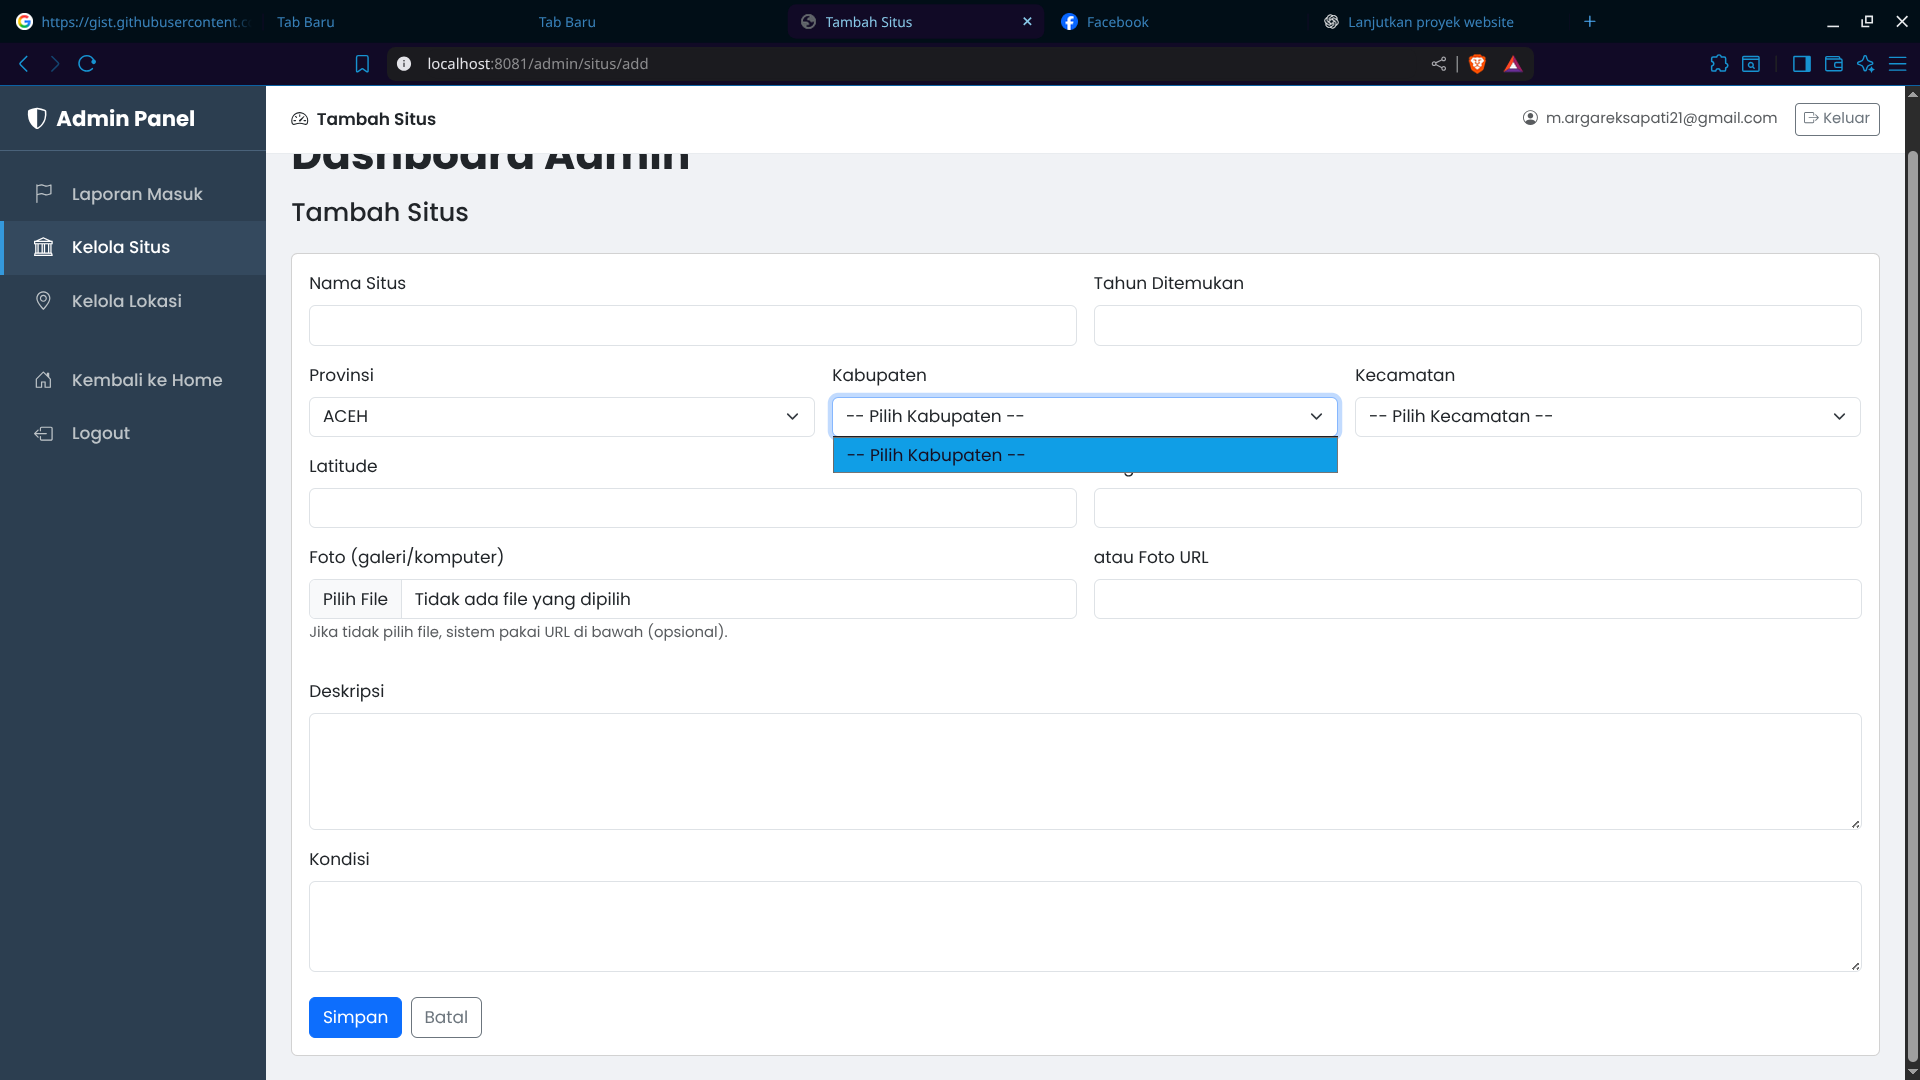 https://gist.githubusercontent.c
Tab Baru
Tab Baru
Tambah Situs
Facebook
Lanjutkan proyek website
localhost:8081/admin/situs/add
Admin Panel
Laporan Masuk
Kelola Situs
Kelola Lokasi
Kembali ke Home
Logout
Tambah Situs
m.argareksapati21@gmail.com
Keluar
Dashboard Admin
Tambah Situs
Nama Situs
Tahun Ditemukan
Provinsi
Kabupaten
Kecamatan
ACEH
-- Pilih Kabupaten --
-- Pilih Kecamatan --
-- Pilih Kabupaten --
Latitude
Foto (galeri/komputer)
atau Foto URL
Pilih File
Tidak ada file yang dipilih
Jika tidak pilih file, sistem pakai URL di bawah (opsional).
Deskripsi
Kondisi
Simpan
Batal